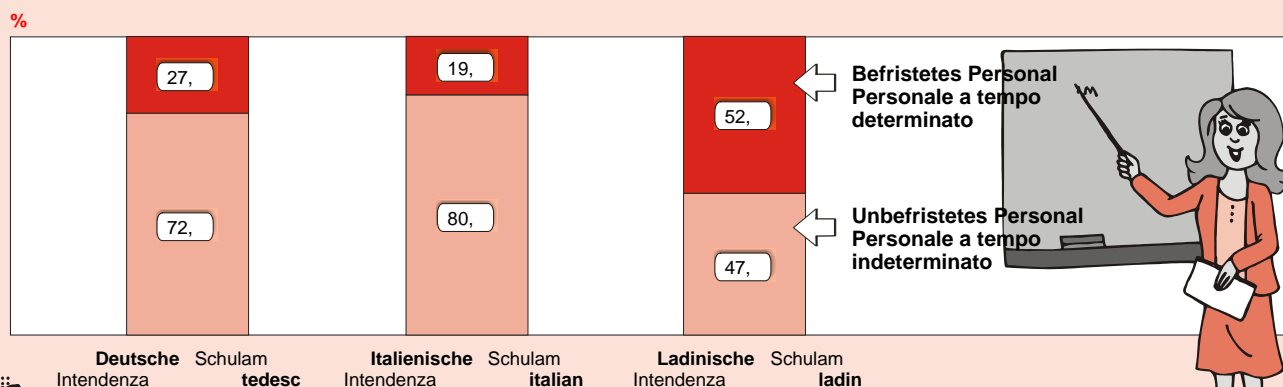 %
27,
19,
52,
72,
80,
47,
Befristetes Personal
Personale a tempo
determinato
Unbefristetes Personal
Personale a tempo
indeterminato
Deutsche Schulam
Intendenza tedesc
Italienische Schulam
Intendenza italian
Ladinische Schulam
Intendenza ladin